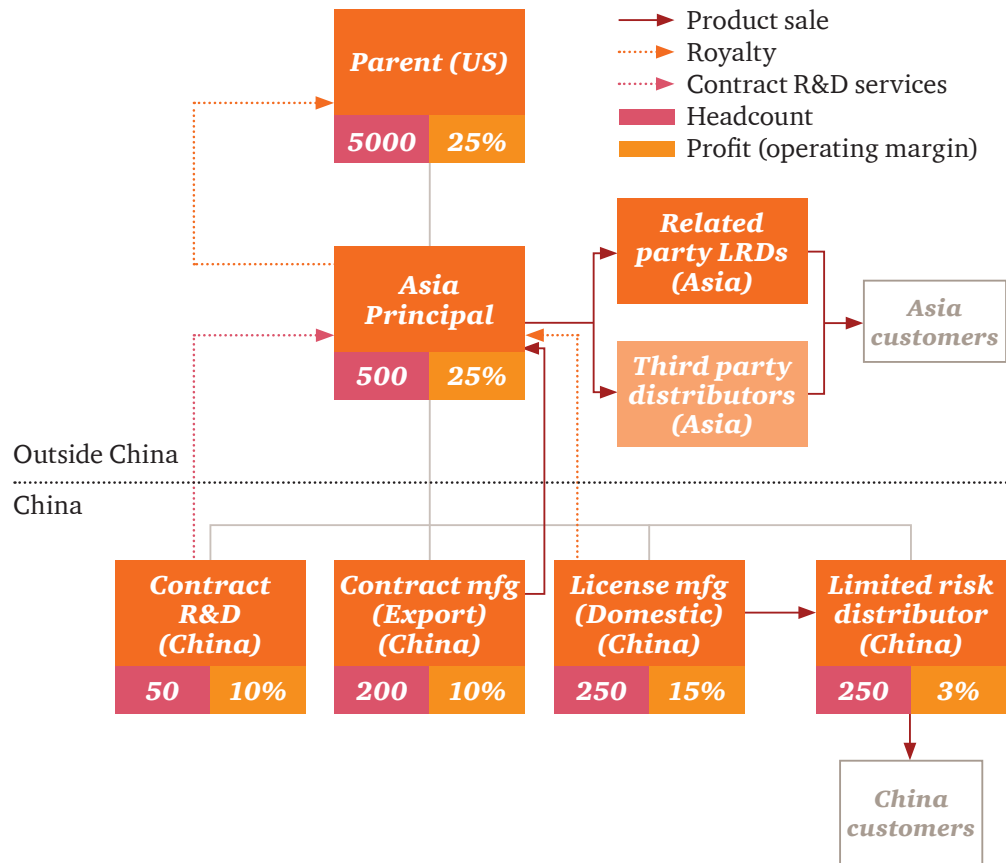 Parent (US)
5000 25%
Product sale
Royalty
Contract R&D services
Headcount
Profit (operating margin)
Asia
Principal
500 25%
Related
party LRDs
(Asia)
Third party
distributors
(Asia)
Asia
customers
Outside China
China
Contract
R&D
(China)
50 10%
Contract mfg
(Export)
(China)
200 10%
License mfg
(Domestic)
(China)
250 15%
Limited risk
distributor
(China)
250 3%
China
customers